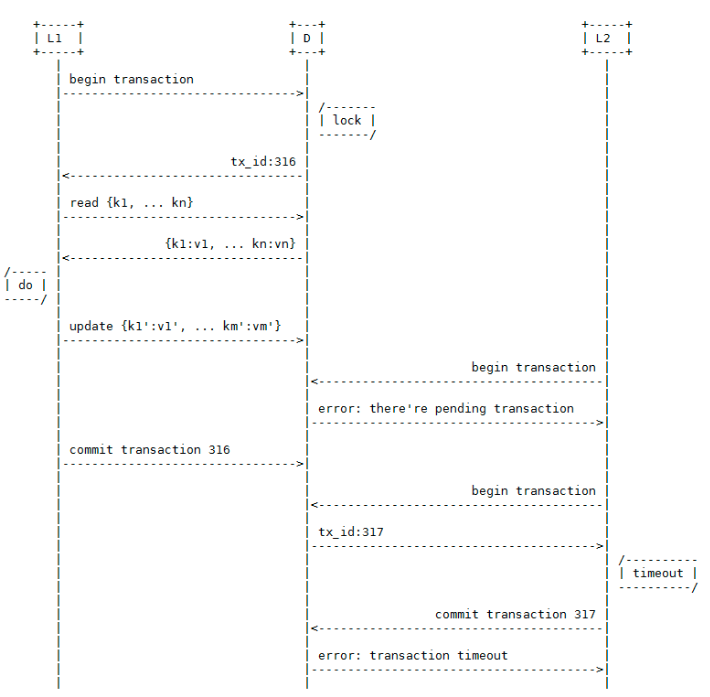 L1 D L2
begin transaction
lock
tx_id:316
read {k1, ... kn}
{k1:v1, ... kn:vn}
do
update {k1':v1', ... km':vm'}
begin transaction
error: there're pending transaction
commit transaction 316
begin transaction
tx_id:317
timeout
commit transaction 317
error: transaction timeout